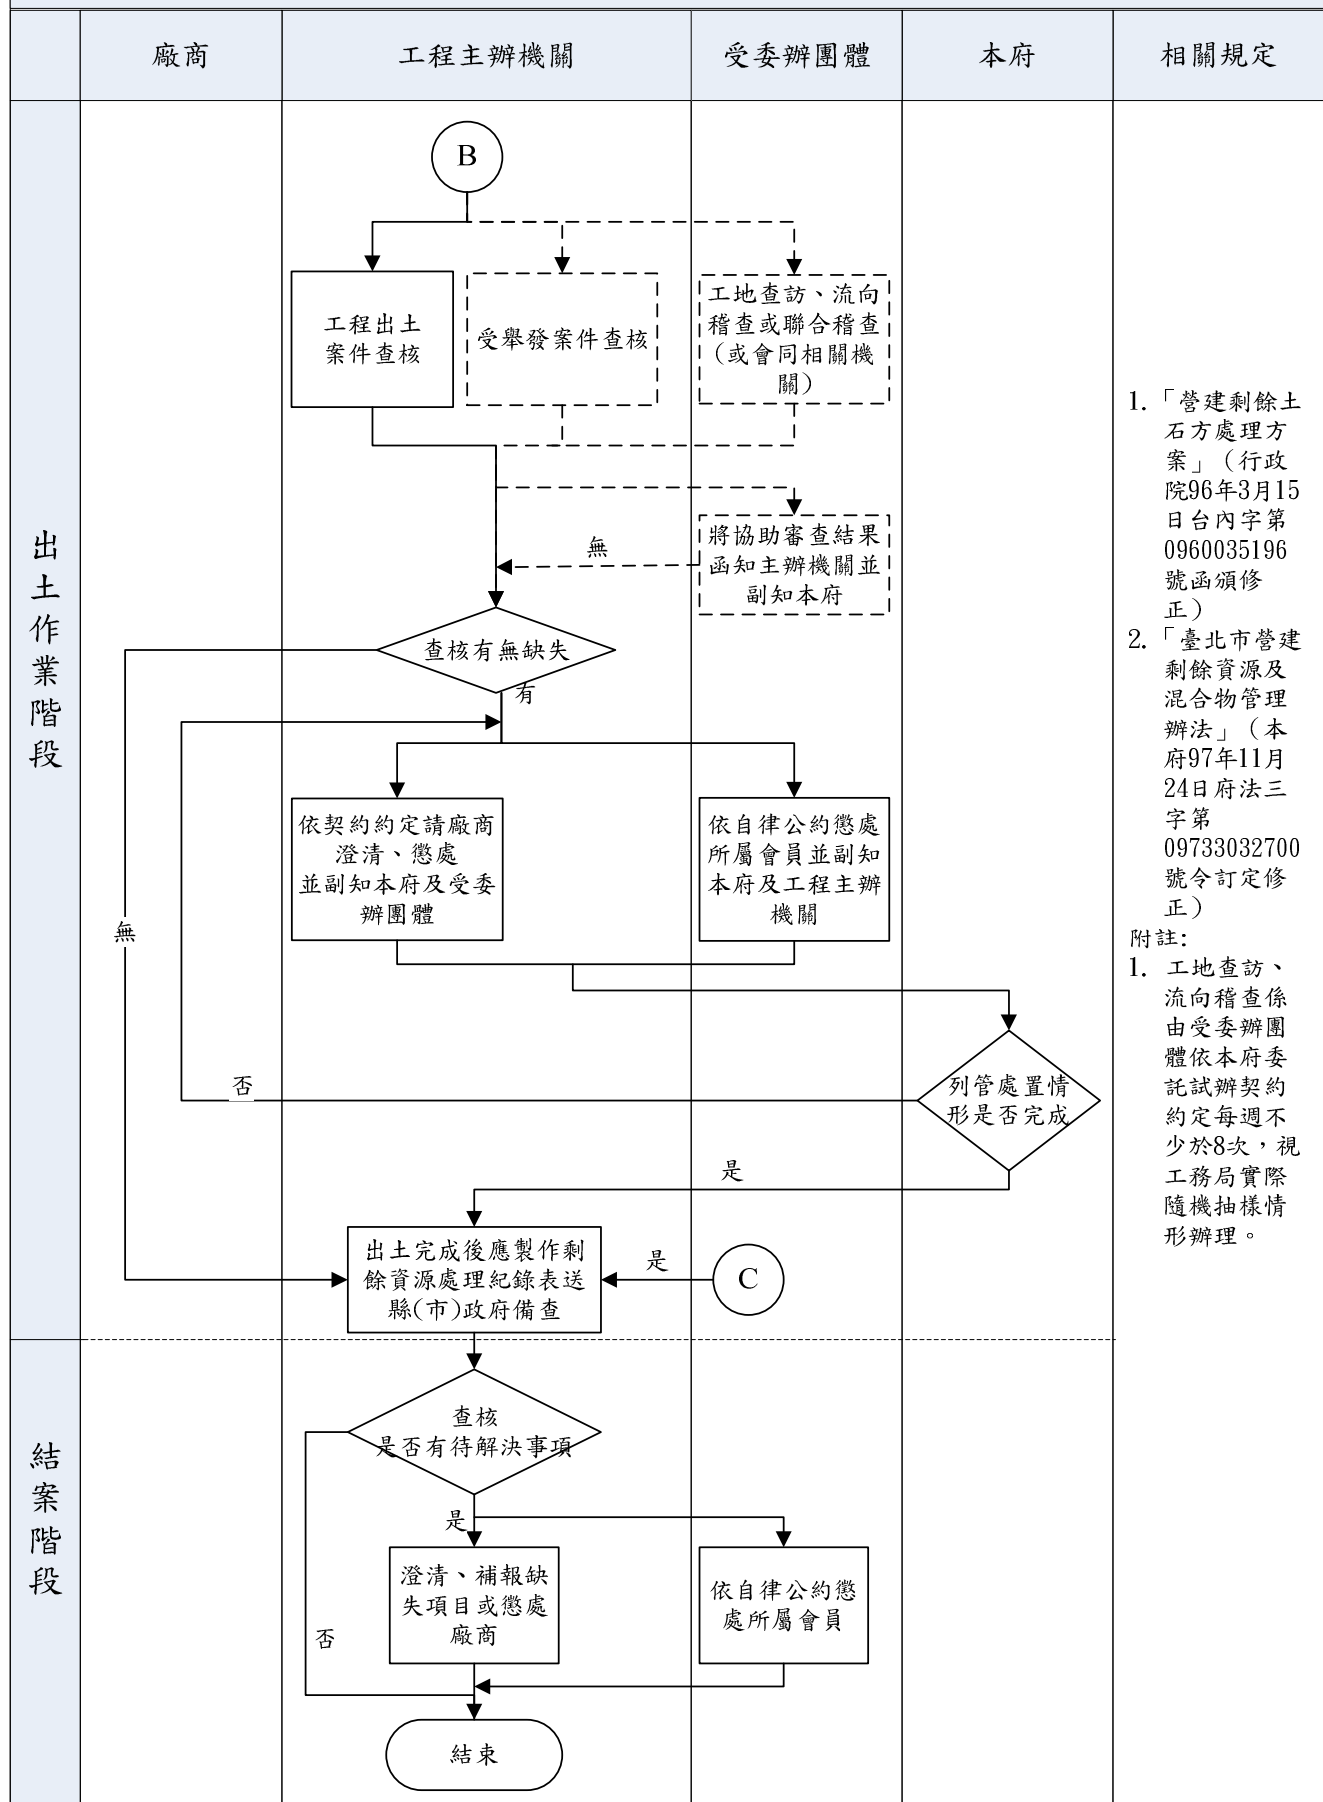 廠商
工程主辦機關
受委辦團體
本府
相關規定
出土作業階段
B
工程出土
案件查核
受舉發案件查核
工地查訪、流向
稽查或聯合稽查
(或會同相關機
關)
將協助審查結果
函知主辦機關並
副知本府
無
查核有無缺失
有
無
依契約約定請廠商
澄清、懲處
並副知本府及受委
辦團體
依自律公約懲處
所屬會員並副知
本府及工程主辦
機關
列管處置情
形是否完成
否
是
出土完成後應製作剩
餘資源處理紀錄表送
縣(市)政府備查
是
C
1.「營建剩餘土
石方處理方
案」(行政
院96年3月15
日台內字第
0960035196
號函頒修
正)
2.「臺北市營建
剩餘資源及
混合物管理
辦法」(本
府97年11月
24日府法三
字第
09733032700
號令訂定修
正)
附註:
1. 工地查訪、
流向稽查係
由受委辦團
體依本府委
託試辦契約
約定每週不
少於8次，視
工務局實際
隨機抽樣情
形辦理。
結案階段
查核
是否有待解決事項
是
否
澄清、補報缺
失項目或懲處
廠商
依自律公約懲
處所屬會員
結束